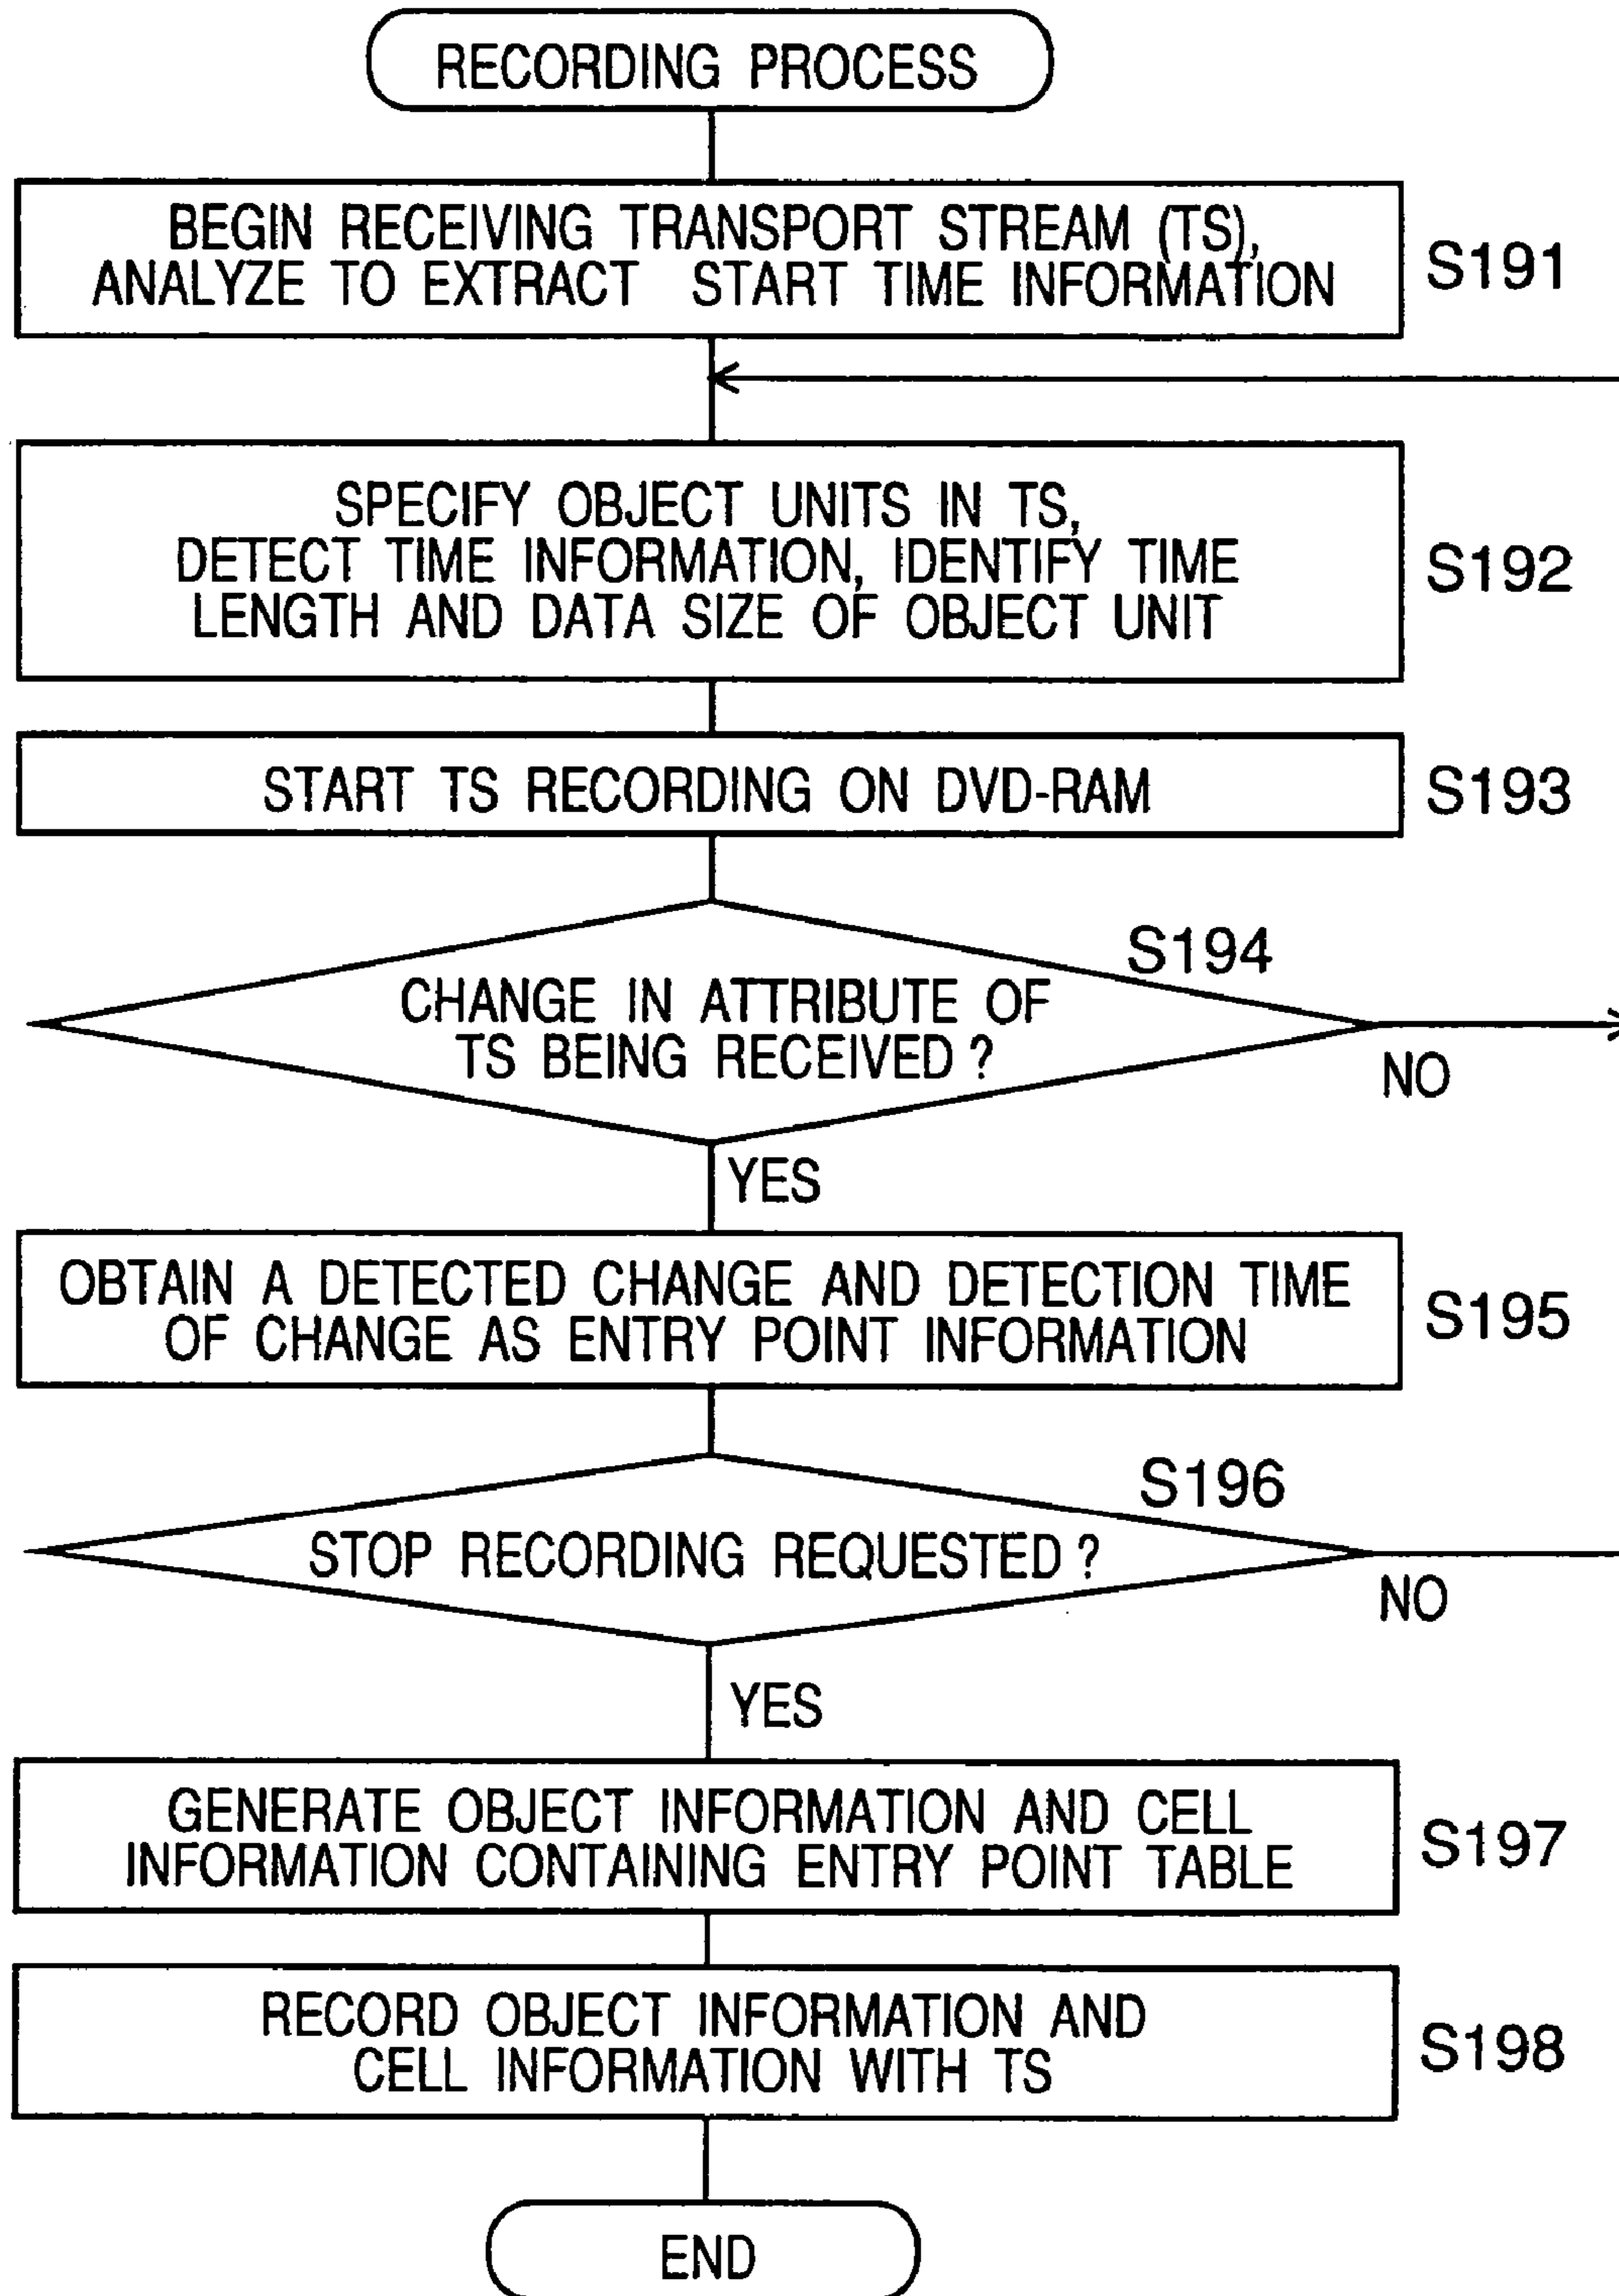 RECORDING PROCESS
BEGIN RECEIVING TRANSPORT STREAM (TS),
ANALYZE TO EXTRACT START TIME INFORMATION
S191
SPECIFY OBJECT UNITS IN TS,
DETECT TIME INFORMATION, IDENTIFY TIME
LENGTH AND DATA SIZE OF OBJECT UNIT
S192
START TS RECORDING ON DVD-RAM
S193
S194
CHANGE IN ATTRIBUTE OF
TS BEING RECEIVED ?
NO
YES
OBTAIN A DETECTED CHANGE AND DETECTION TIME
OF CHANGE AS ENTRY POINT INFORMATION
S195
S196
STOP RECORDING REQUESTED ?
NO
YES
GENERATE OBJECT INFORMATION AND CELL
INFORMATION CONTAINING ENTRY POINT TABLE
S197
RECORD OBJECT INFORMATION AND
CELL INFORMATION WITH TS
S198
END